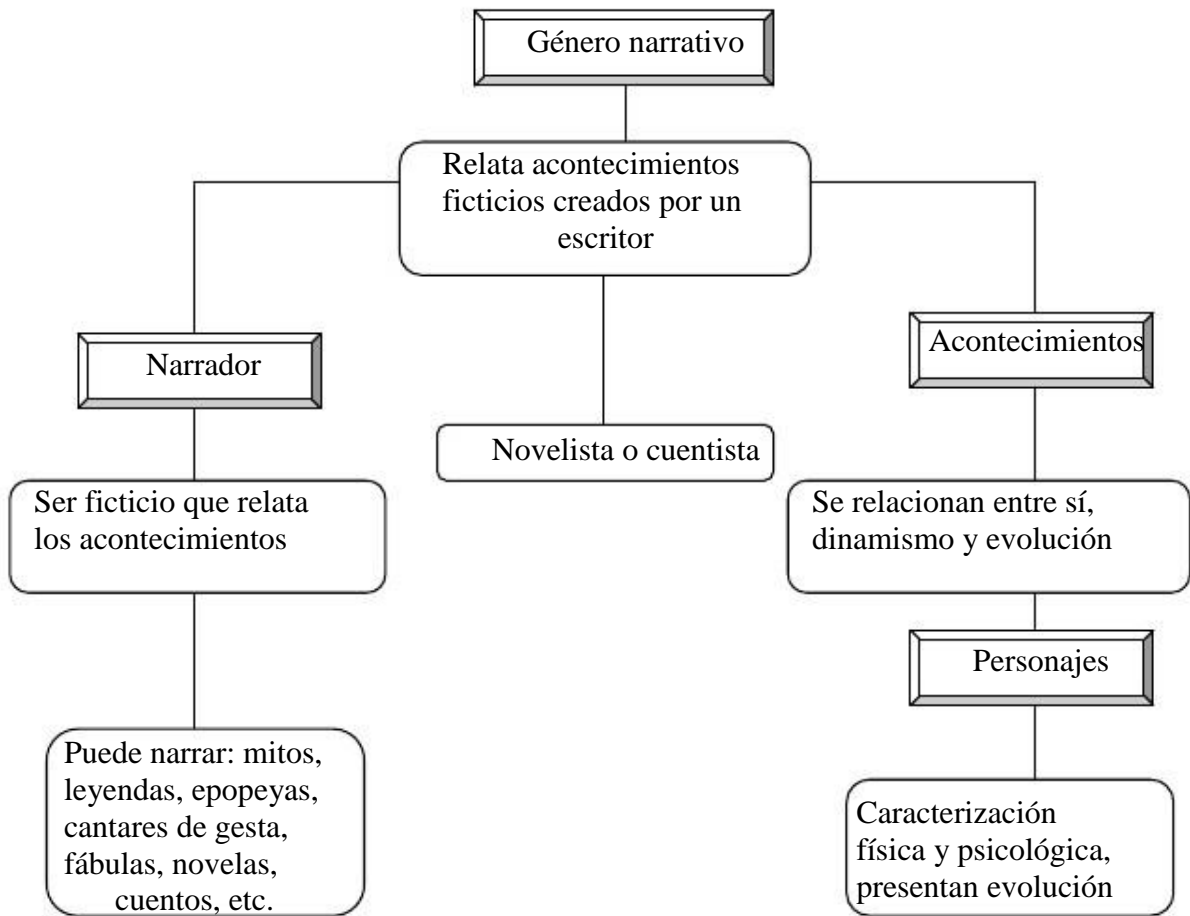 Género narrativo
Relata acontecimientos
ficticios creados por un
escritor
Narrador
Acontecimientos
Novelista o cuentista
Ser ficticio que relata
los acontecimientos
Se relacionan entre sí,
dinamismo y evolución
Personajes
Puede narrar: mitos,
leyendas, epopeyas,
cantares de gesta,
fábulas, novelas,
cuentos, etc.
Caracterización
física y psicológica,
presentan evolución